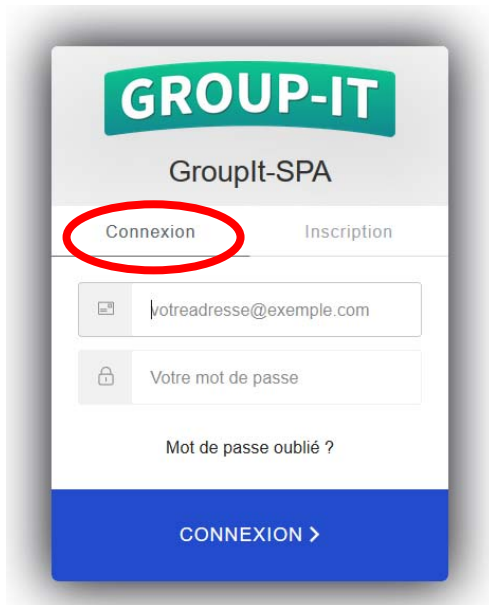 GROUP-IT
GroupIt-SPA
Connexion Inscription
votreadresse@exemple.com
Votre mot de passe
Mot de passe oublié ?
CONNEXION >